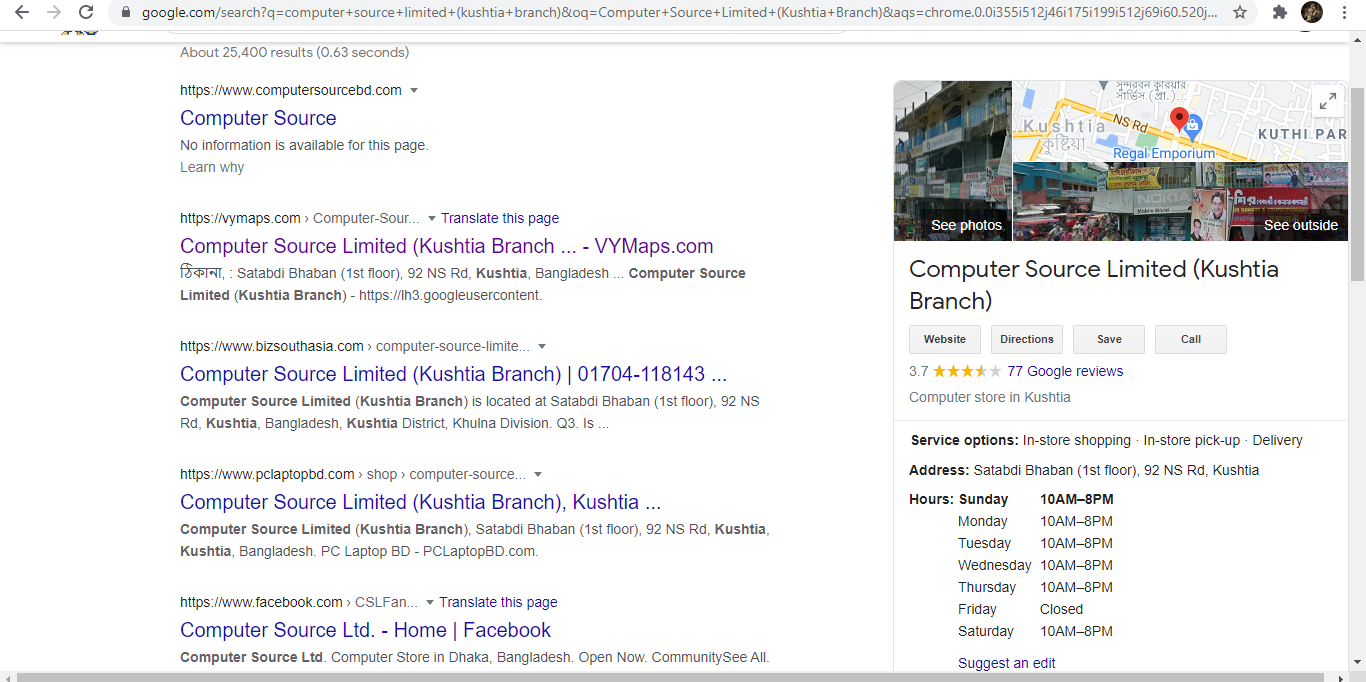 google.com/search?q=computer+source+limited+(kushtia+branch)&oq=Computer+Source+Limited+(Kushtia+Branch)&aqs=chrome.0.0i355i512j46i175i199i512j69i60.520j...
About 25,400 results (0.63 seconds)
https://www.computersourcebd.com
Computer Source
No information is available for this page.
Learn why
https://vymaps.com › Computer-Sour... Translate this page
Computer Source Limited (Kushtia Branch ... - VYMaps.com
ঠিকানা, : Satabdi Bhaban (1st floor), 92 NS Rd, Kushtia, Bangladesh ... Computer Source
Limited (Kushtia Branch) - https://lh3.googleusercontent.
https://www.bizsouthasia.com › computer-source-limite...
Computer Source Limited (Kushtia Branch) | 01704-118143 ...
Computer Source Limited (Kushtia Branch) is located at Satabdi Bhaban (1st floor), 92 NS
Rd, Kushtia, Bangladesh, Kushtia District, Khulna Division. Q3. Is ...
https://www.pclaptopbd.com › shop › computer-source...
Computer Source Limited (Kushtia Branch), Kushtia ...
Computer Source Limited (Kushtia Branch), Satabdi Bhaban (1st floor), 92 NS Rd, Kushtia,
Kushtia, Bangladesh. PC Laptop BD - PCLaptopBD.com.
https://www.facebook.com › CSLFan... Translate this page
Computer Source Ltd. - Home | Facebook
Computer Source Ltd. Computer Store in Dhaka, Bangladesh. Open Now. CommunitySee All.
সুন্দরবন কুরিয়ার
সার্ভিস (প্রা.)...
NS Rd
Kushtia
কুষ্টিয়া
KUTHI PAR
Regal Emporium
NOKIA
Mobile World
See photos
See outside
Computer Source Limited (Kushtia
Branch)
Website Directions Save Call
3.7 77 Google reviews
Computer store in Kushtia
Service options: In-store shopping · In-store pick-up · Delivery
Address: Satabdi Bhaban (1st floor), 92 NS Rd, Kushtia
Hours: Sunday 10AM–8PM
Monday 10AM–8PM
Tuesday 10AM–8PM
Wednesday 10AM–8PM
Thursday 10AM–8PM
Friday Closed
Saturday 10AM–8PM
Suggest an edit